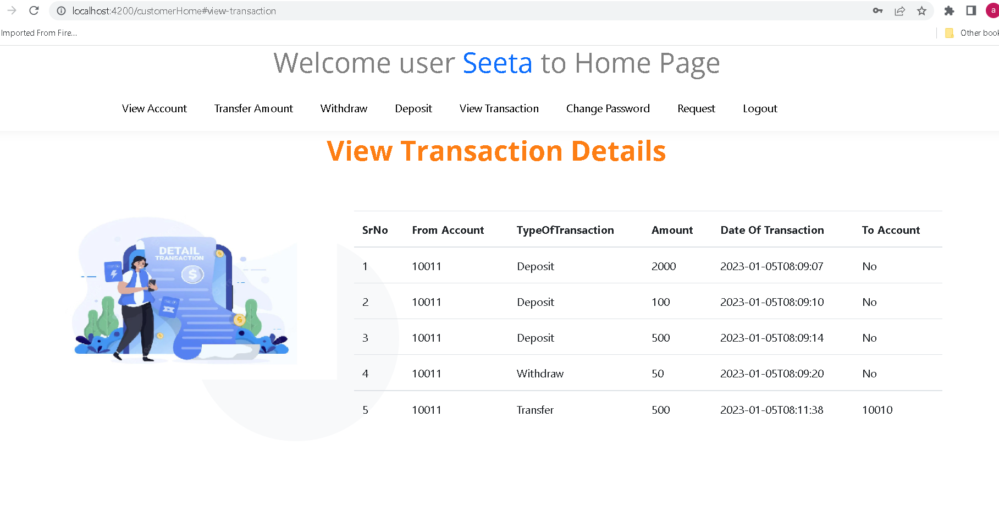 localhost:4200/customerHome#view-transaction
a
Imported From Fire...
Other book
Welcome user Seeta to Home Page
View Account Transfer Amount Withdraw Deposit View Transaction Change Password Request Logout
View Transaction Details
DETAIL
TRANSACTION
$
$
SrNo From Account TypeOfTransaction Amount Date Of Transaction To Account
1 10011 Deposit 2000 2023-01-05T08:09:07 No
2 10011 Deposit 100 2023-01-05T08:09:10 No
3 10011 Deposit 500 2023-01-05T08:09:14 No
4 10011 Withdraw 50 2023-01-05T08:09:20 No
5 10011 Transfer 500 2023-01-05T08:11:38 10010